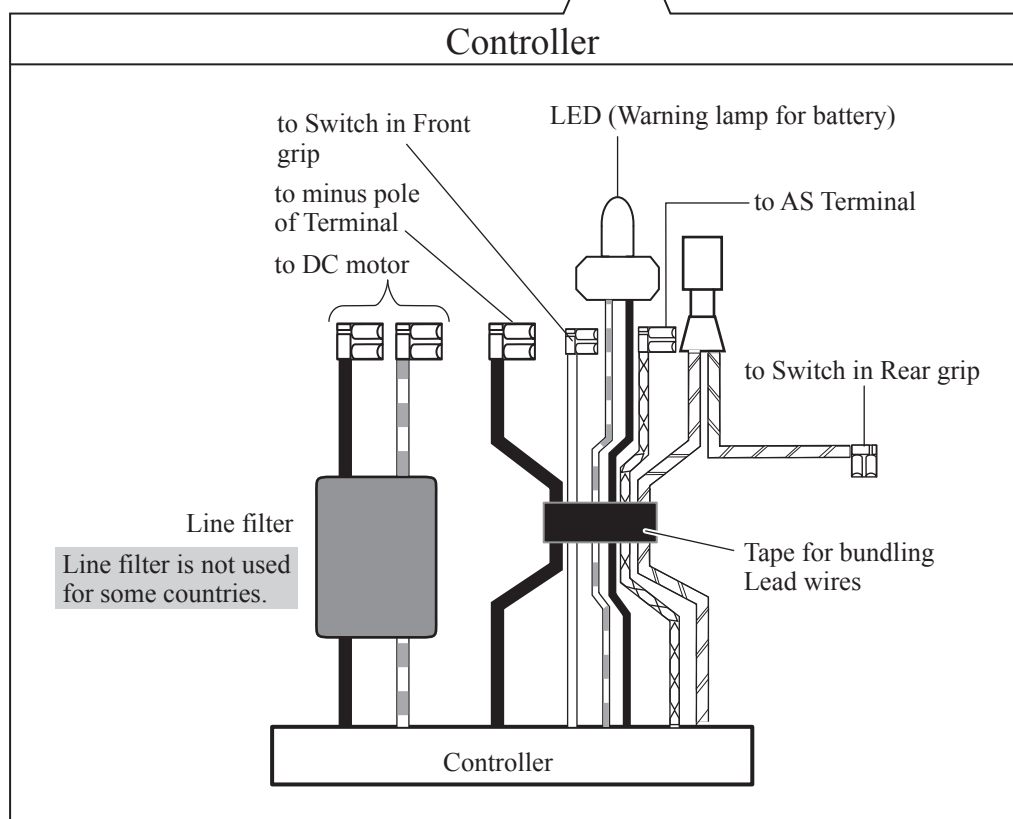 Controller
to Switch in Front
grip
LED (Warning lamp for battery)
to minus pole
of Terminal
to AS Terminal
to DC motor
to Switch in Rear grip
Line filter
Line filter is not used
for some countries.
Tape for bundling
Lead wires
Controller